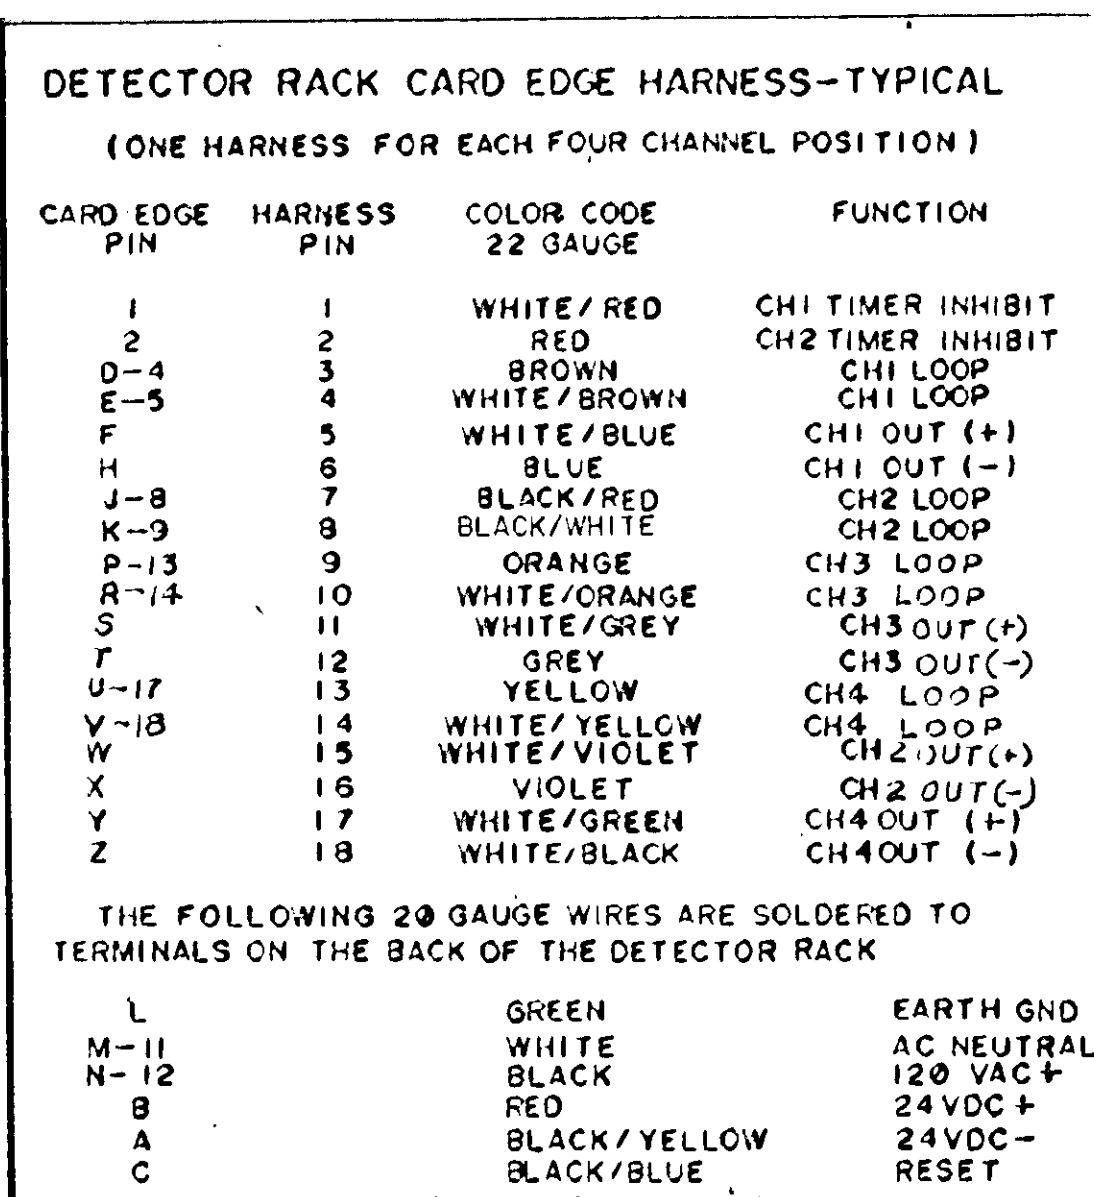 DETECTOR RACK CARD EDGE HARNESS-TYPICAL
(ONE HARNESS FOR EACH FOUR CHANNEL POSITION)
CARD EDGE HARNESS COLOR CODE FUNCTION
PIN PIN 22 GAUGE
1 1 WHITE/RED CH1 TIMER INHIBIT
2 2 RED CH2 TIMER INHIBIT
D-4 3 BROWN CH1 LOOP
E-5 4 WHITE/BROWN CH1 LOOP
F 5 WHITE/BLUE CH1 OUT (+)
H 6 BLUE CH1 OUT (-)
J-8 7 BLACK/RED CH2 LOOP
K-9 8 BLACK/WHITE CH2 LOOP
P-13 9 ORANGE CH3 LOOP
R-14 10 WHITE/ORANGE CH3 LOOP
S 11 WHITE/GREY CH3 OUT (+)
T 12 GREY CH3 OUT (-)
U-17 13 YELLOW CH4 LOOP
V-18 14 WHITE/YELLOW CH4 LOOP
W 15 WHITE/VIOLET CH2 OUT (+)
X 16 VIOLET CH2 OUT (-)
Y 17 WHITE/GREEN CH4 OUT (+)
Z 18 WHITE/BLACK CH4 OUT (-)
THE FOLLOWING 20 GAUGE WIRES ARE SOLDERED TO
TERMINALS ON THE BACK OF THE DETECTOR RACK
L GREEN EARTH GND
M-11 WHITE AC NEUTRAL
N-12 BLACK 120 VAC+
B RED 24VDC+
A BLACK/YELLOW 24VDC-
C BLACK/BLUE RESET